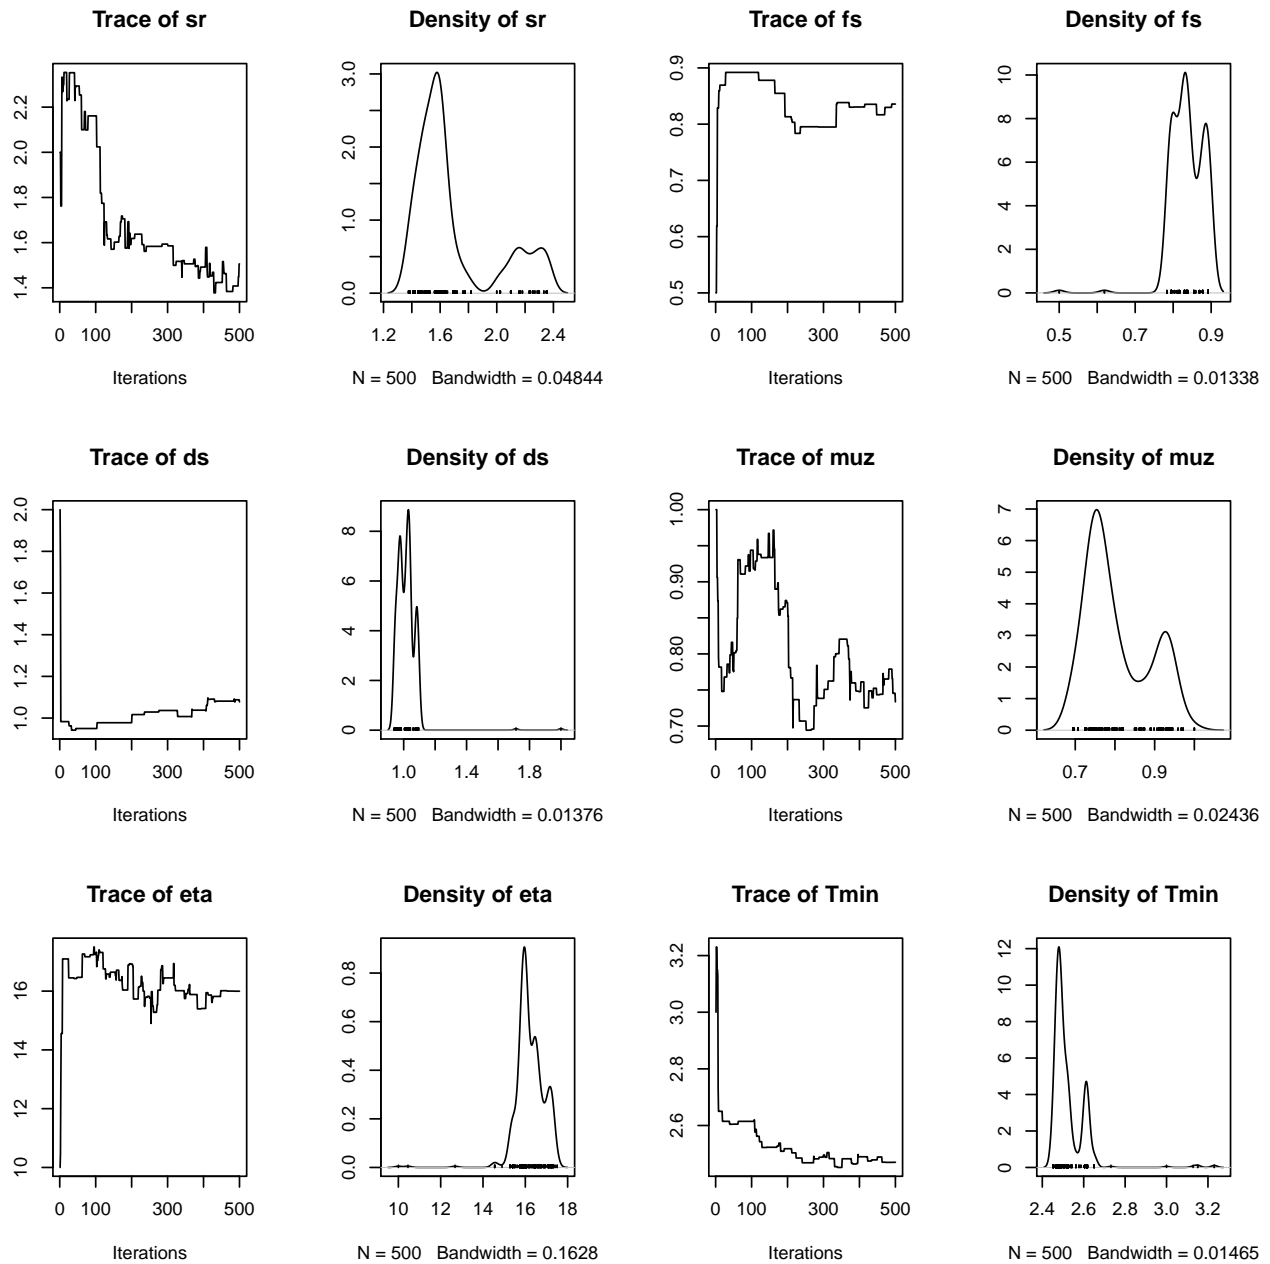 Trace of sr
Density of sr
Trace of fs
Density of fs
1.4 1.6 1.8 2.0 2.2
0.0 1.0 2.0 3.0
0.5 0.6 0.7 0.8 0.9
0 2 4 6 8 10
0 100 300 500
1.2 1.6 2.0 2.4
0 100 300 500
0.5 0.7 0.9
Iterations
N = 500 Bandwidth = 0.04844
Iterations
N = 500 Bandwidth = 0.01338
Trace of ds
Density of ds
Trace of muz
Density of muz
1.0 1.2 1.4 1.6 1.8 2.0
0 2 4 6 8
0.70 0.80 0.90 1.00
0 1 2 3 4 5 6 7
0 100 300 500
1.0 1.4 1.8
0 100 300 500
0.7 0.9
Iterations
N = 500 Bandwidth = 0.01376
Iterations
N = 500 Bandwidth = 0.02436
Trace of eta
Density of eta
Trace of Tmin
Density of Tmin
10 12 14 16
0.0 0.2 0.4 0.6 0.8
2.6 2.8 3.0 3.2
0 2 4 6 8 10 12
0 100 300 500
10 12 14 16 18
0 100 300 500
2.4 2.6 2.8 3.0 3.2
Iterations
N = 500 Bandwidth = 0.1628
Iterations
N = 500 Bandwidth = 0.01465